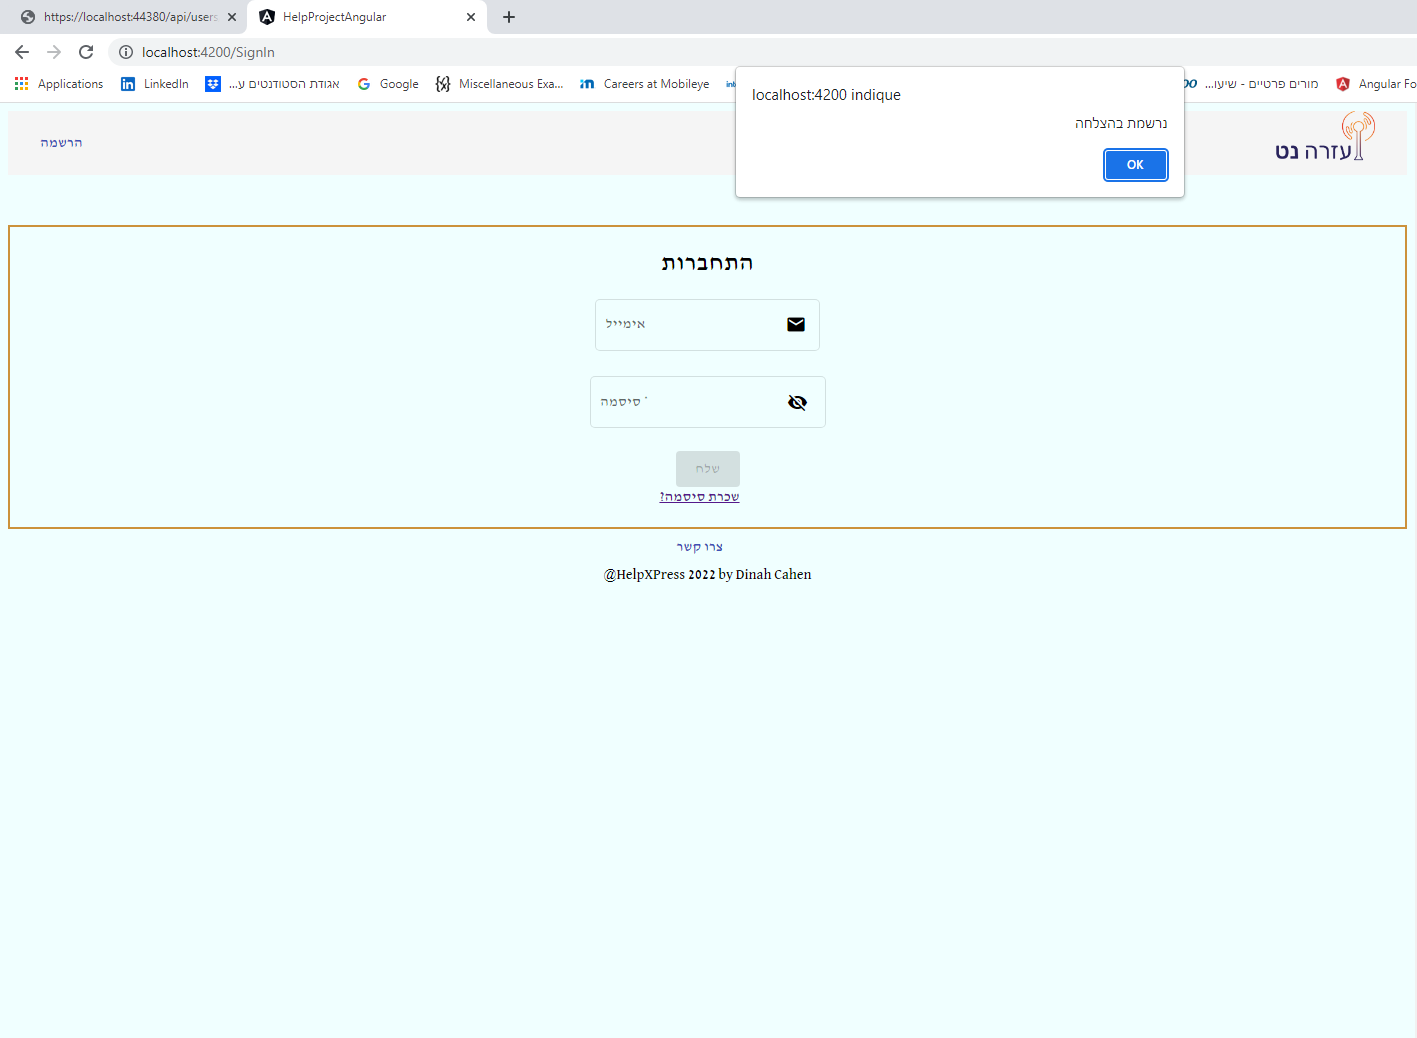 https://localhost:44380/api/users
HelpProjectAngular
localhost:4200/SignIn
Applications
LinkedIn
אגודת הסטודנטים ע...
Google
Miscellaneous Exa...
Careers at Mobileye
מורים פרטיים - שיעו...
Angular Fo
localhost:4200 indique
נרשמת בהצלחה
OK
עזרה נט
הרשמה
התחברות
אימייל
סיסמה *
שלח
שכרת סיסמה?
צרו קשר
@HelpXPress 2022 by Dinah Cahen